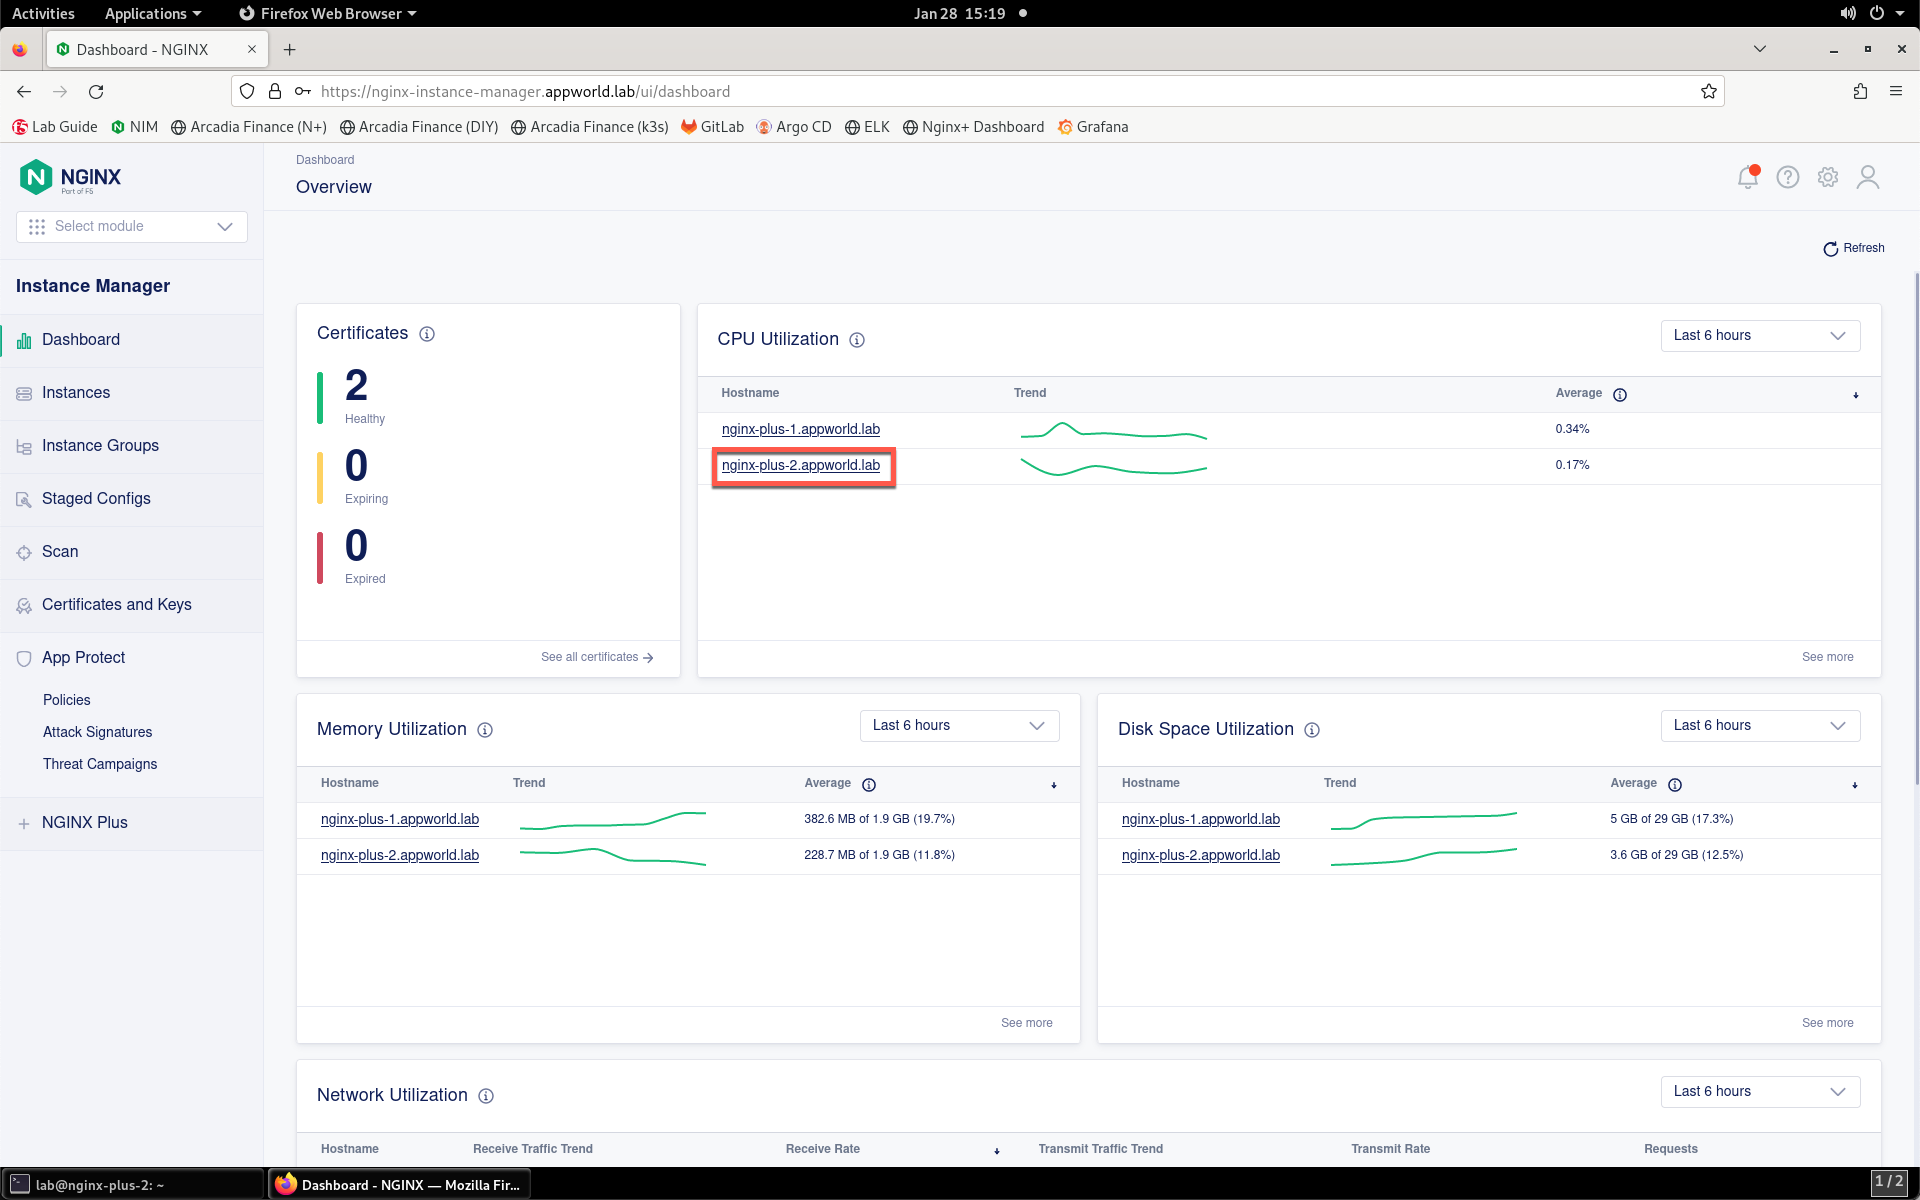 Activities Applications Firefox Web Browser Jan 28 15:19
Dashboard - NGINX
https://nginx-instance-manager.appworld.lab/ui/dashboard
Lab Guide NIM Arcadia Finance (N+) Arcadia Finance (DIY) Arcadia Finance (k3s) GitLab Argo CD ELK Nginx+ Dashboard Grafana
NGINX
Part of F5
Select module
Instance Manager
Dashboard
Instances
Instance Groups
Staged Configs
Scan
Certificates and Keys
App Protect
Policies
Attack Signatures
Threat Campaigns
NGINX Plus
Dashboard
Overview
Refresh
Certificates
2
Healthy
0
Expiring
0
Expired
See all certificates
CPU Utilization Last 6 hours
Hostname Trend Average
nginx-plus-1.appworld.lab 0.34%
nginx-plus-2.appworld.lab 0.17%
See more
Memory Utilization Last 6 hours
Hostname Trend Average
nginx-plus-1.appworld.lab 382.6 MB of 1.9 GB (19.7%)
nginx-plus-2.appworld.lab 228.7 MB of 1.9 GB (11.8%)
See more
Disk Space Utilization Last 6 hours
Hostname Trend Average
nginx-plus-1.appworld.lab 5 GB of 29 GB (17.3%)
nginx-plus-2.appworld.lab 3.6 GB of 29 GB (12.5%)
See more
Network Utilization Last 6 hours
Hostname Receive Traffic Trend Receive Rate Transmit Traffic Trend Transmit Rate Requests
lab@nginx-plus-2: ~ Dashboard - NGINX — Mozilla Fir... 1 / 2